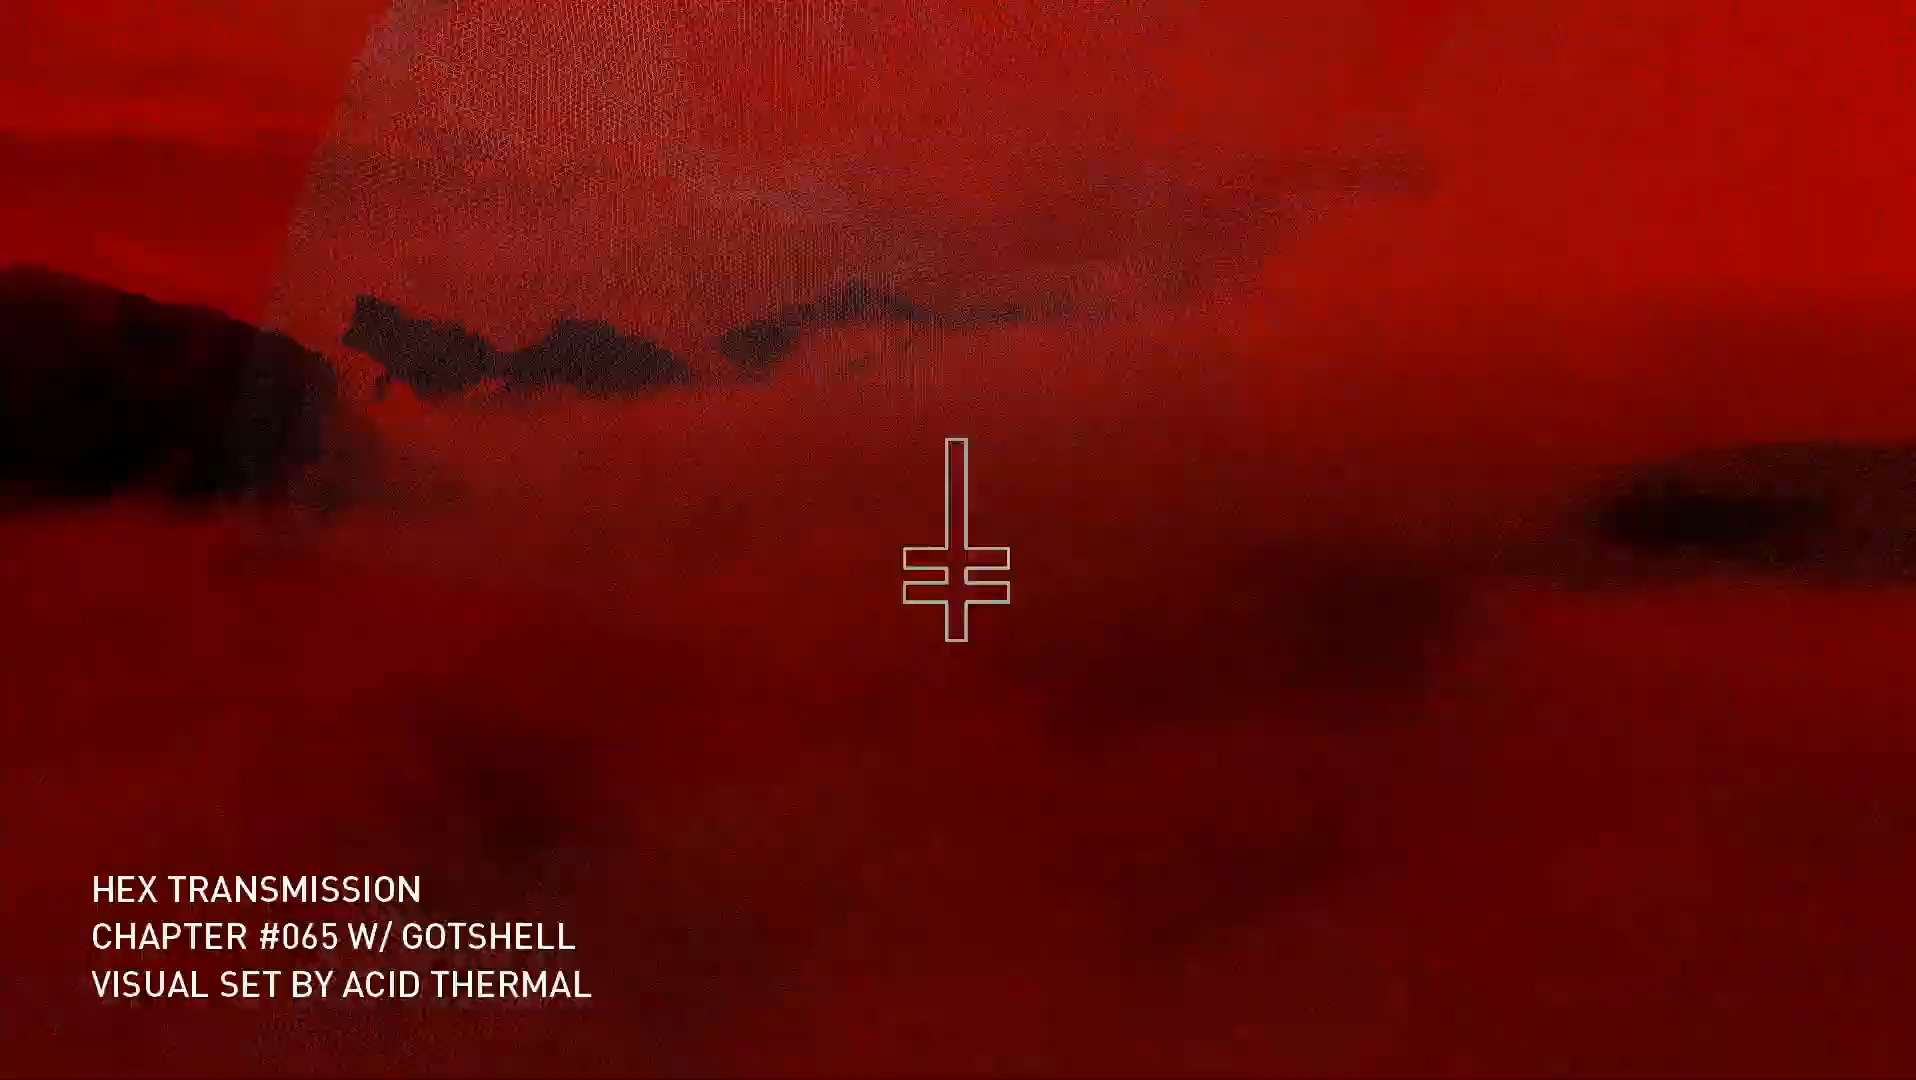 HEX TRANSMISSION
CHAPTER #065 W/ GOTSHELL
VISUAL SET BY ACID THERMAL